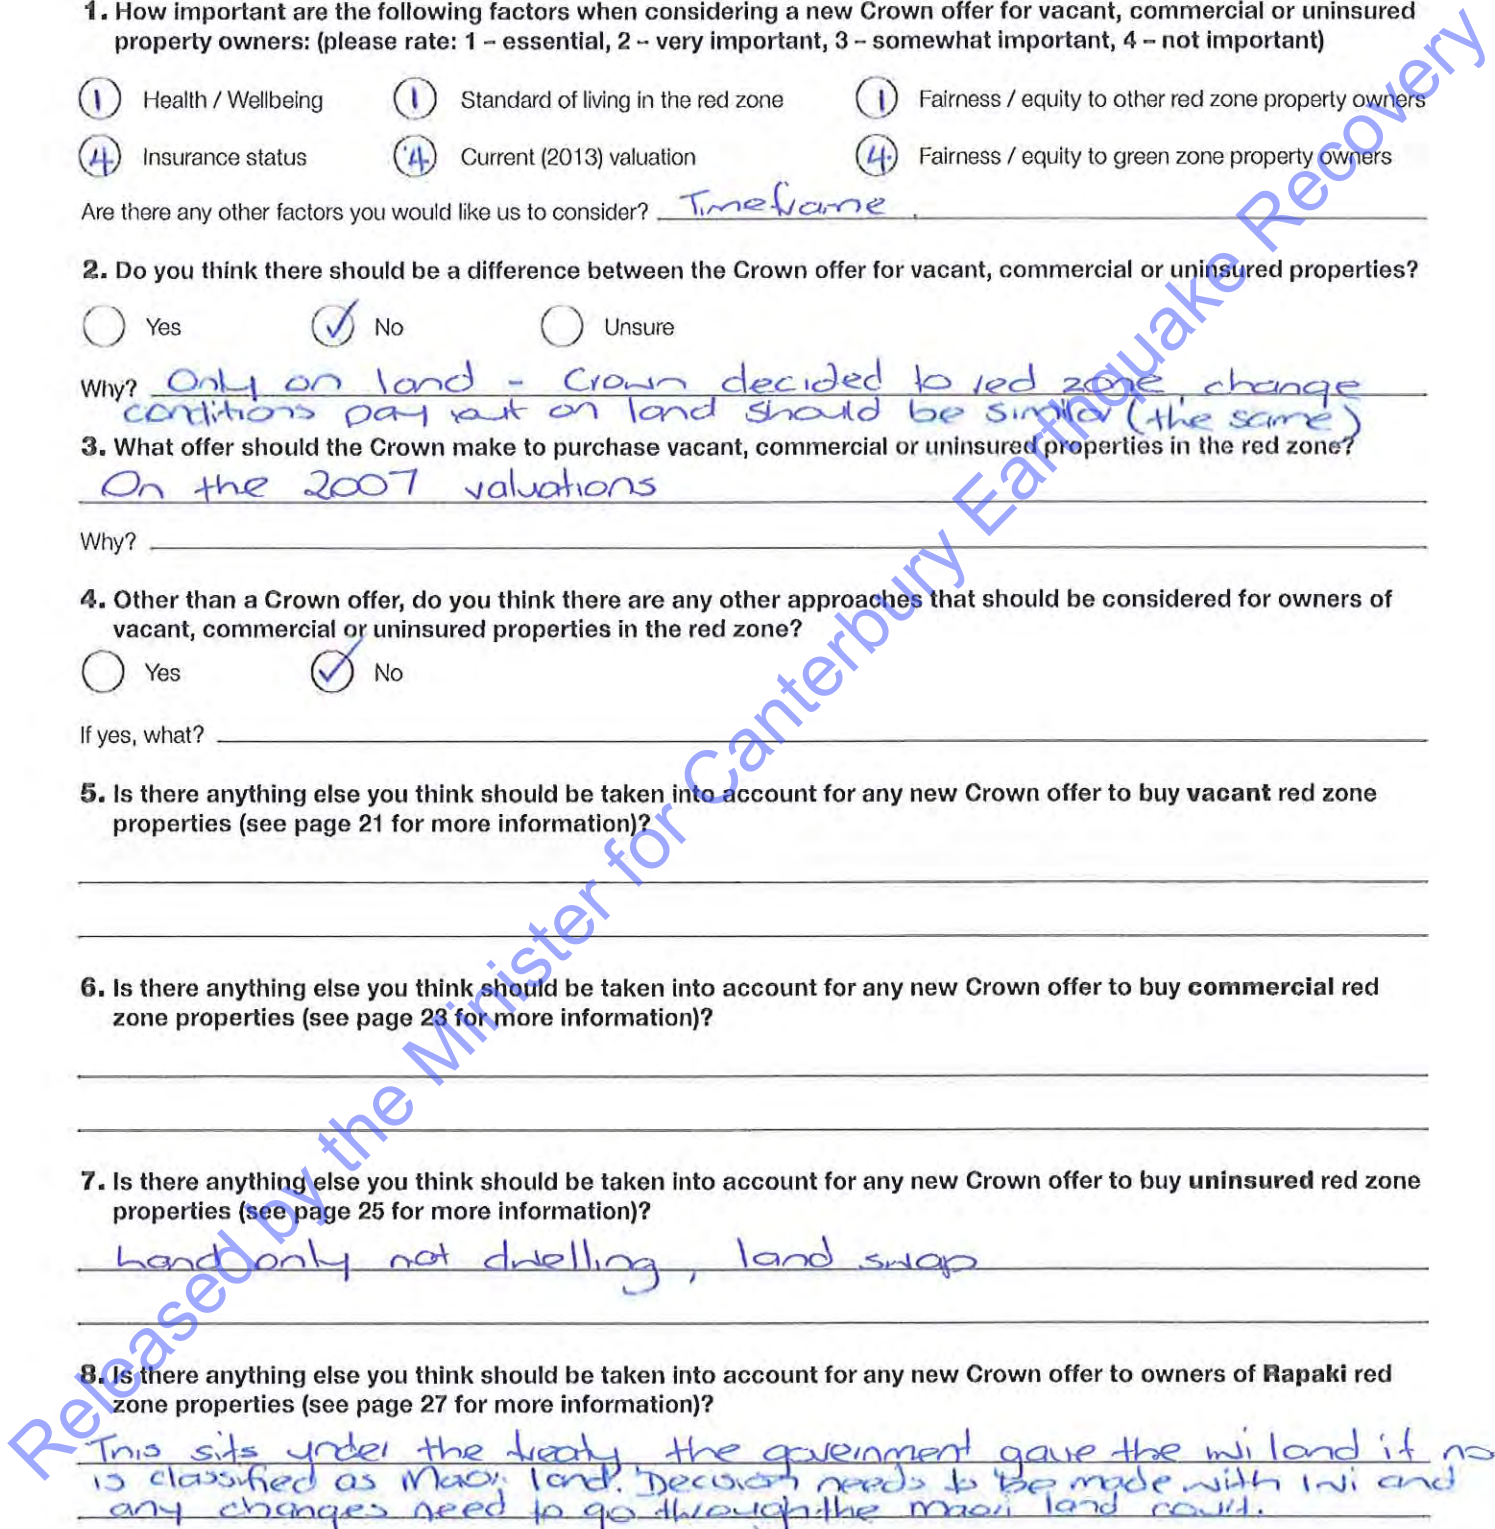 1. How important are the following factors when considering a new Crown offer for vacant, commercial or uninsured
property owners: (please rate: 1 – essential, 2 – very important, 3 – somewhat important, 4 – not important)
1 Health / Wellbeing 1 Standard of living in the red zone 1 Fairness / equity to other red zone property owners
4 Insurance status 4 Current (2013) valuation 4 Fairness / equity to green zone property owners
Are there any other factors you would like us to consider? Timeframe
2. Do you think there should be a difference between the Crown offer for vacant, commercial or uninsured properties?
Yes ✓ No Unsure
Why? Only on land - Crown decided to red zone, change
conditions pay out on land should be similar (the same)
3. What offer should the Crown make to purchase vacant, commercial or uninsured properties in the red zone?
On the 2007 valuations
Why?
4. Other than a Crown offer, do you think there are any other approaches that should be considered for owners of
vacant, commercial or uninsured properties in the red zone?
Yes ✓ No
If yes, what?
5. Is there anything else you think should be taken into account for any new Crown offer to buy vacant red zone
properties (see page 21 for more information)?
6. Is there anything else you think should be taken into account for any new Crown offer to buy commercial red
zone properties (see page 23 for more information)?
7. Is there anything else you think should be taken into account for any new Crown offer to buy uninsured red zone
properties (see page 25 for more information)?
Land only not dwelling, land swap
8. Is there anything else you think should be taken into account for any new Crown offer to owners of Rapaki red
zone properties (see page 27 for more information)?
This sits under the treaty the government gave the iwi land if no
is classified as Maori land. Decision needs to be made with Iwi and
any changes need to go through the maori land court.
Released by the Minister for Canterbury Earthquake Recovery